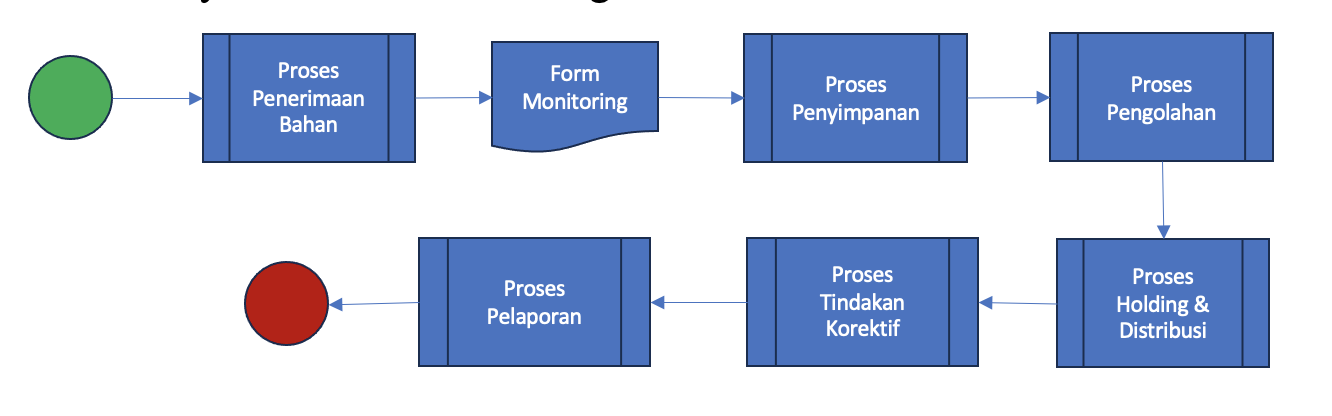 Proses
Penerimaan
Bahan
Form
Monitoring
Proses
Penyimpanan
Proses
Pengolahan
Proses
Pelaporan
Proses
Tindakan
Korektif
Proses
Holding &
Distribusi